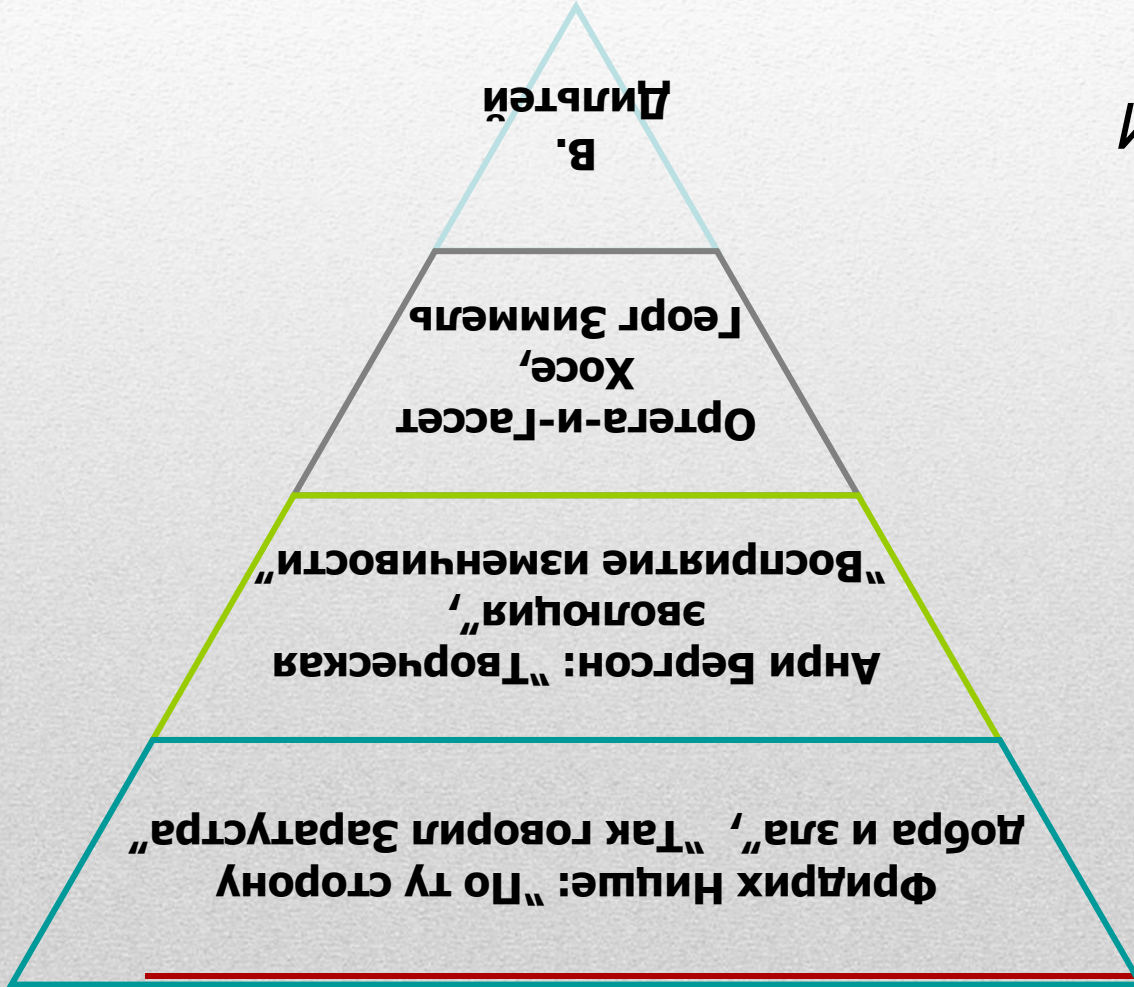 Фридрих Ницше: “По ту сторону
добра и зла”, “Так говорил Заратустра”
Анри Бергсон: “Творческая
эволюция”,
“Восприятие изменчивости”
Ортега-и-Гассет
Хосе,
Георг Зиммель
В.
Дильтей